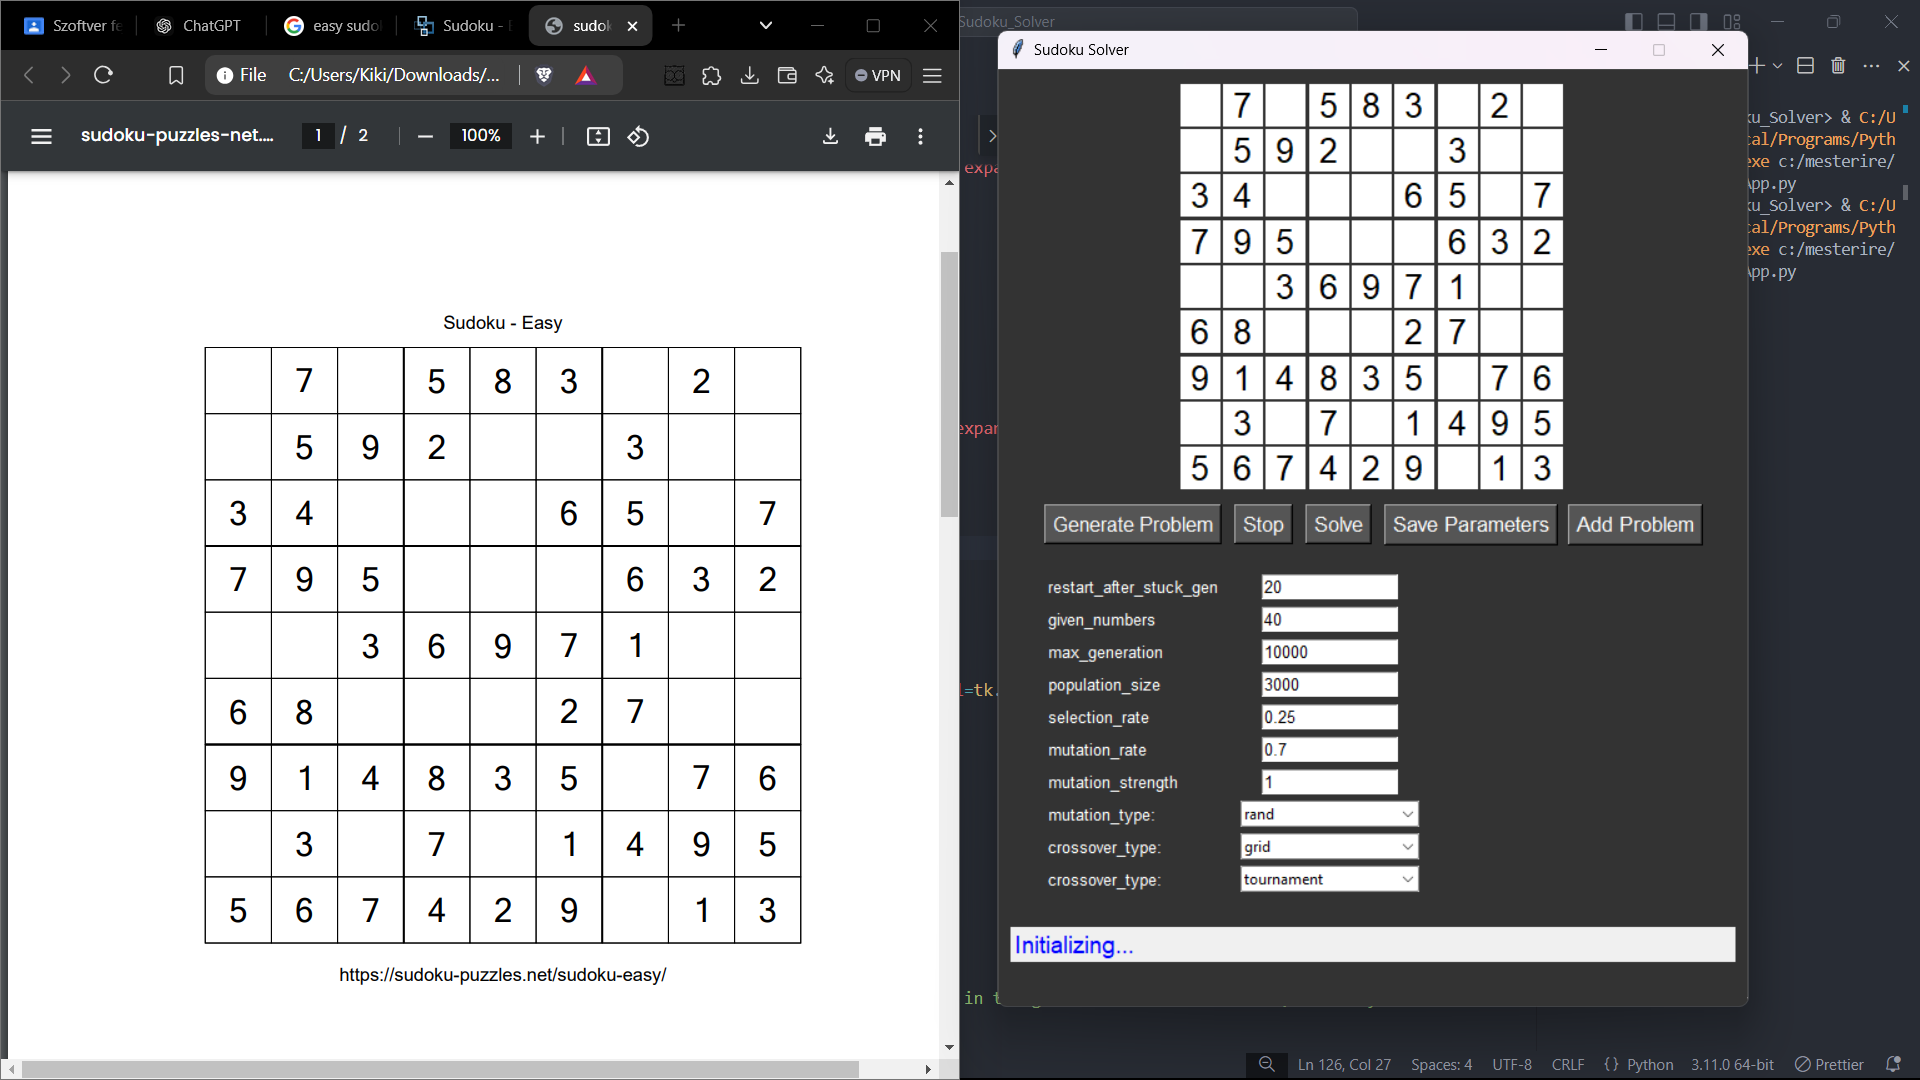 Szoftver fe
ChatGPT
easy sudo
Sudoku - 
sudo
File C:/Users/Kiki/Downloads/... VPN
sudoku-puzzles-net.... 1 / 2 — 100% +
Sudoku - Easy
7 5 8 3 2
5 9 2 3
3 4 6 5 7
7 9 5 6 3 2
3 6 9 7 1
6 8 2 7
9 1 4 8 3 5 7 6
3 7 1 4 9 5
5 6 7 4 2 9 1 3
https://sudoku-puzzles.net/sudoku-easy/
Sudoku_Solver
Sudoku Solver
7 5 8 3 2
5 9 2 3
3 4 6 5 7
7 9 5 6 3 2
3 6 9 7 1
6 8 2 7
9 1 4 8 3 5 7 6
3 7 1 4 9 5
5 6 7 4 2 9 1 3
Generate Problem Stop Solve Save Parameters Add Problem
restart_after_stuck_gen 20
given_numbers 40
max_generation 10000
population_size 3000
selection_rate 0.25
mutation_rate 0.7
mutation_strength 1
mutation_type: rand
crossover_type: grid
crossover_type: tournament
Initializing...
expa
expar
l=tk.
in t
ku_Solver> & C:/U
cal/Programs/Pyth
exe c:/mesterire/
App.py
ku_Solver> & C:/U
cal/Programs/Pyth
exe c:/mesterire/
App.py
Ln 126, Col 27 Spaces: 4 UTF-8 CRLF {} Python 3.11.0 64-bit Prettier